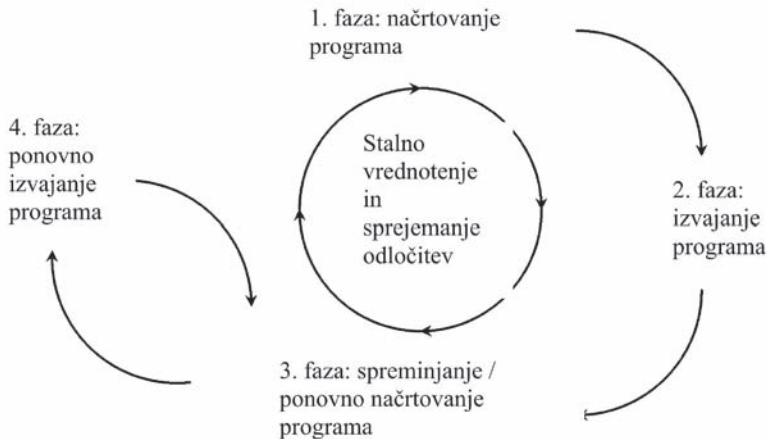 1. faza: načrtovanje
programa
4. faza:
ponovno
izvajanje
programa
Stalno
vrednotenje
in
sprejemanje
odločitev
2. faza:
izvajanje
programa
3. faza: spreminjanje /
ponovno načrtovanje
programa